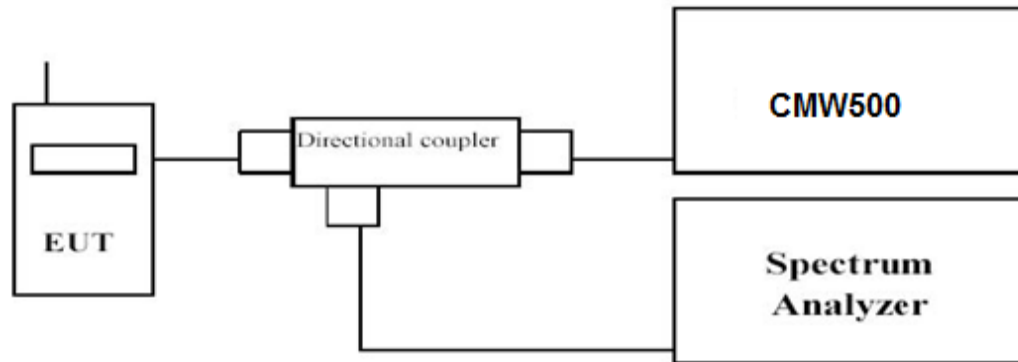 CMW500
Directional coupler
EUT
Spectrum
Analyzer